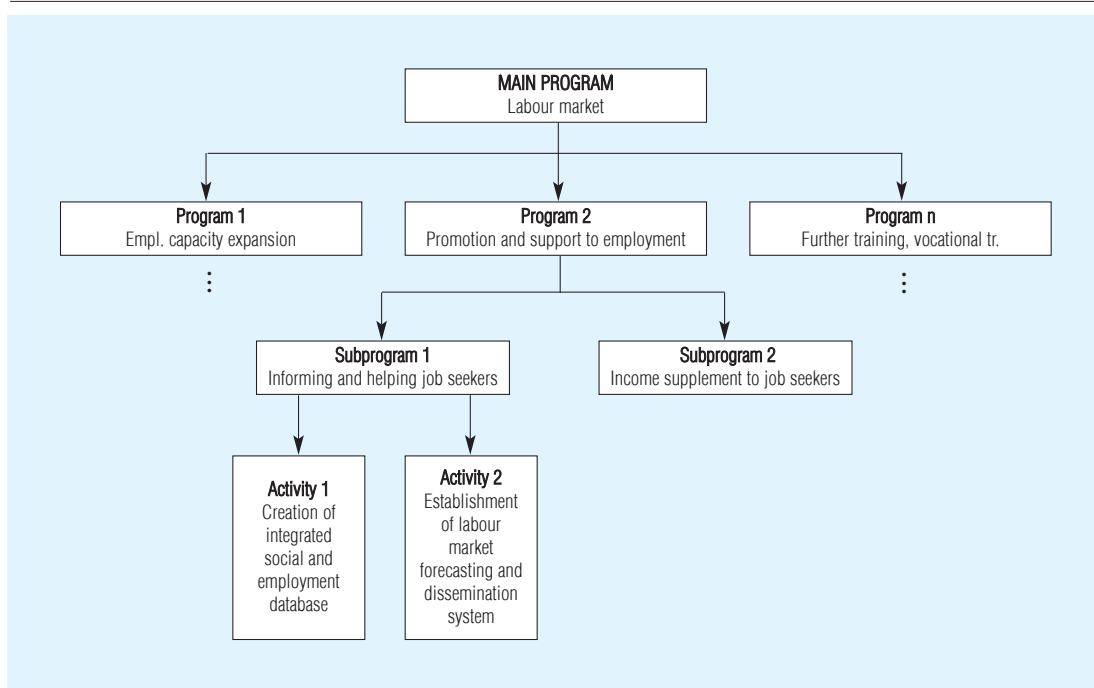 MAIN PROGRAM
Labour market
Program 1
Empl. capacity expansion
Program 2
Promotion and support to employment
Program n
Further training, vocational tr.
Subprogram 1
Informing and helping job seekers
Subprogram 2
Income supplement to job seekers
Activity 1
Creation of
integrated
social and
employment
database
Activity 2
Establishment
of labour
market
forecasting and
dissemination
system